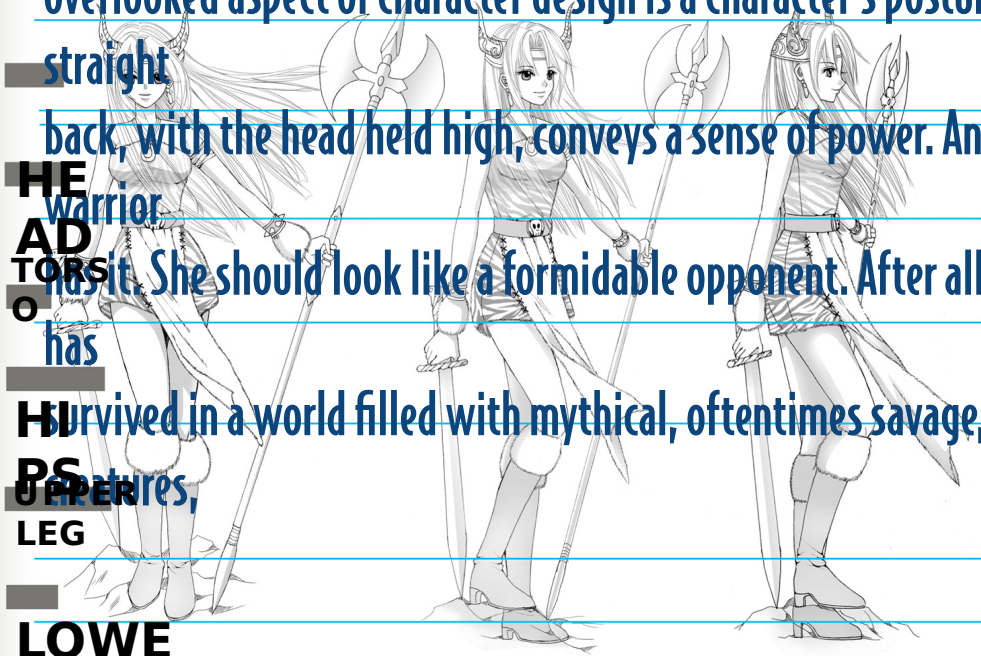 overlooked aspect of character design is a character's
straight
back, with the head held high, conveys a sense of power. An
warrior
has it. She should look like a formidable opponent. After all
has
survived in a world filled with mythical, oftentimes savage,
creatures,
HE
AD
TORS
O
HI
PS
UPPER
LEG
LOWE